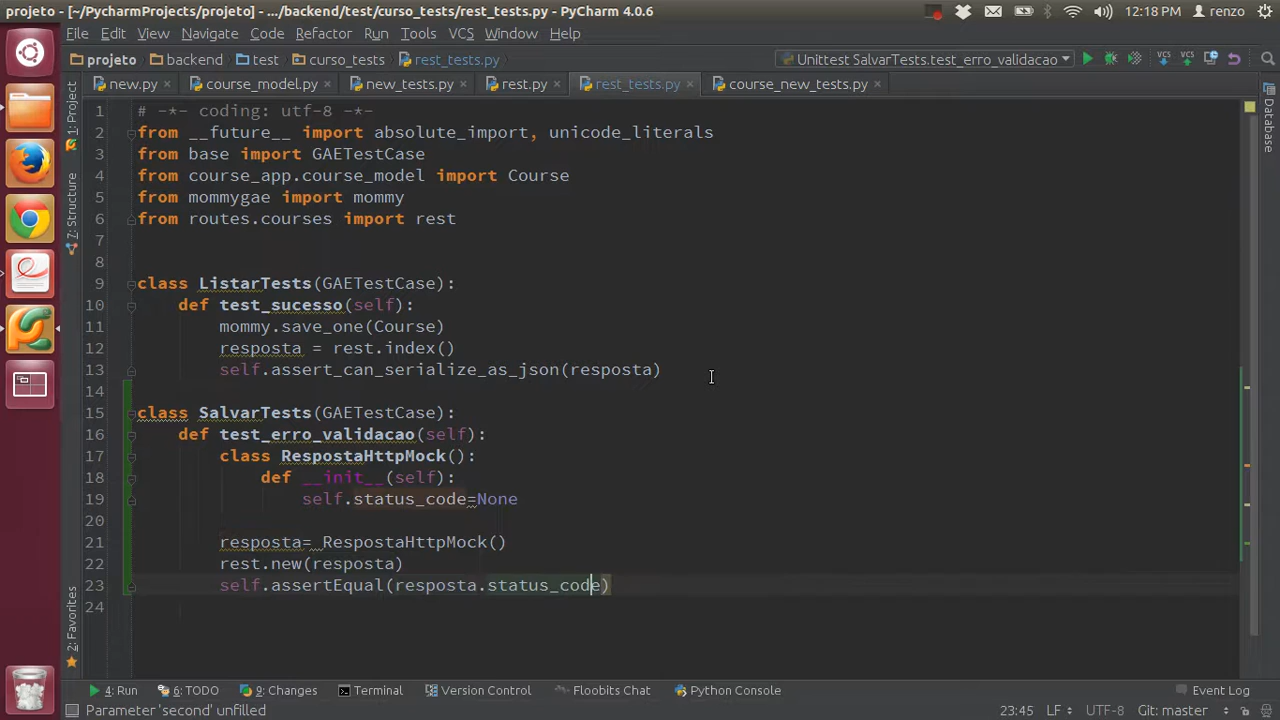 projeto - [~/PycharmProjects/projeto] - .../backend/test/curso_tests/rest_tests.py - PyCharm 4.0.6
12:18 PM
renzo
File Edit View Navigate Code Refactor Run Tools VCS Window Help
projeto backend test curso_tests rest_tests.py
Unittest SalvarTests.test_erro_validacao
VCS VCS
new.py course_model.py new_tests.py rest.py rest_tests.py course_new_tests.py
1: Project
7: Structure
2: Favorites
Database
1 # -*- coding: utf-8 -*-
2 from __future__ import absolute_import, unicode_literals
3 from base import GAETestCase
4 from course_app.course_model import Course
5 from mommygae import mommy
6 from routes.courses import rest
7
8
9 class ListarTests(GAETestCase):
10 def test_sucesso(self):
11 mommy.save_one(Course)
12 resposta = rest.index()
13 self.assert_can_serialize_as_json(resposta)
14
15 class SalvarTests(GAETestCase):
16 def test_erro_validacao(self):
17 class RespostaHttpMock():
18 def __init__(self):
19 self.status_code=None
20
21 resposta= RespostaHttpMock()
22 rest.new(resposta)
23 self.assertEqual(resposta.status_code)
24
4: Run 6: TODO 9: Changes Terminal Version Control Floobits Chat Python Console Event Log
Parameter 'second' unfilled 23:45 LF UTF-8 Git: master